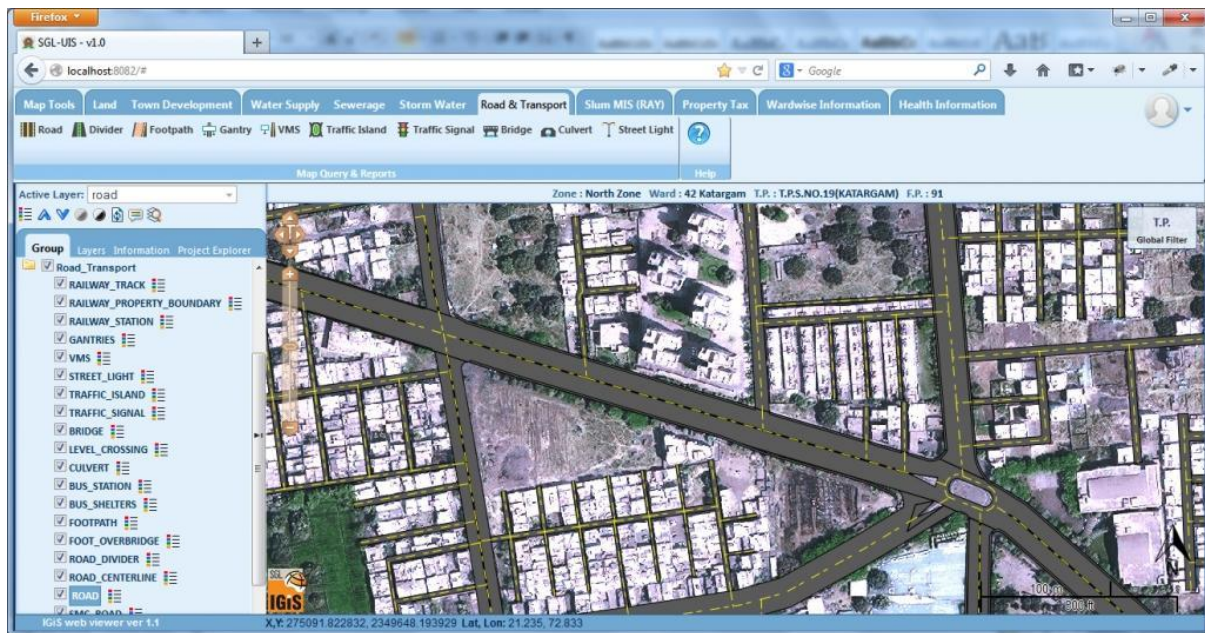 Firefox
SGL-UIS - v1.0
+
localhost:8082/#
Google
Map Tools Land Town Development Water Supply Sewerage Storm Water Road & Transport Slum MIS (RAY) Property Tax Wardwise Information Health Information
Road Divider Footpath Gantry VMS Traffic Island Traffic Signal Bridge Culvert Street Light
Map Query & Reports Help
Active Layer: road
Zone : North Zone Ward : 42 Katargam T.P. : T.P.S.NO.19(KATARGAM) F.P. : 91
T.P.
Global Filter
Group Layers Information Project Explorer
Road_Transport
RAILWAY_TRACK
RAILWAY_PROPERTY_BOUNDARY
RAILWAY_STATION
GANTRIES
VMS
STREET_LIGHT
TRAFFIC_ISLAND
TRAFFIC_SIGNAL
BRIDGE
LEVEL_CROSSING
CULVERT
BUS_STATION
BUS_SHELTERS
FOOTPATH
FOOT_OVERBRIDGE
ROAD_DIVIDER
ROAD_CENTERLINE
ROAD
SMC_ROAD
SGL
IGiS
N
100 m
300 ft
IGiS web viewer ver 1.1
X,Y: 275091.822832, 2349648.193929 Lat, Lon: 21.235, 72.833